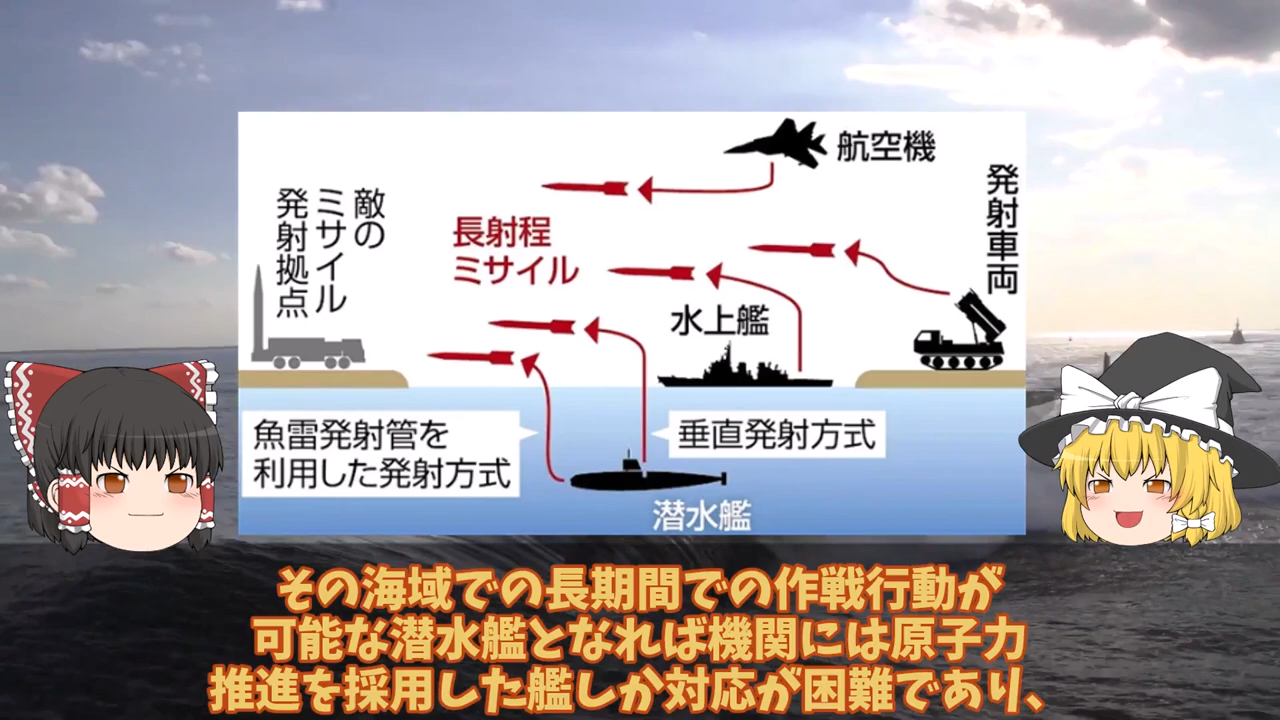 航空機
発射車両
敵の
ミサイル
発射拠点
長射程
ミサイル
水上艦
魚雷発射管を
利用した発射方式
垂直発射方式
潜水艦
その海域での長期間での作戦行動が
可能な潜水艦となれば機関には原子力
推進を採用した艦しか対応が困難であり、